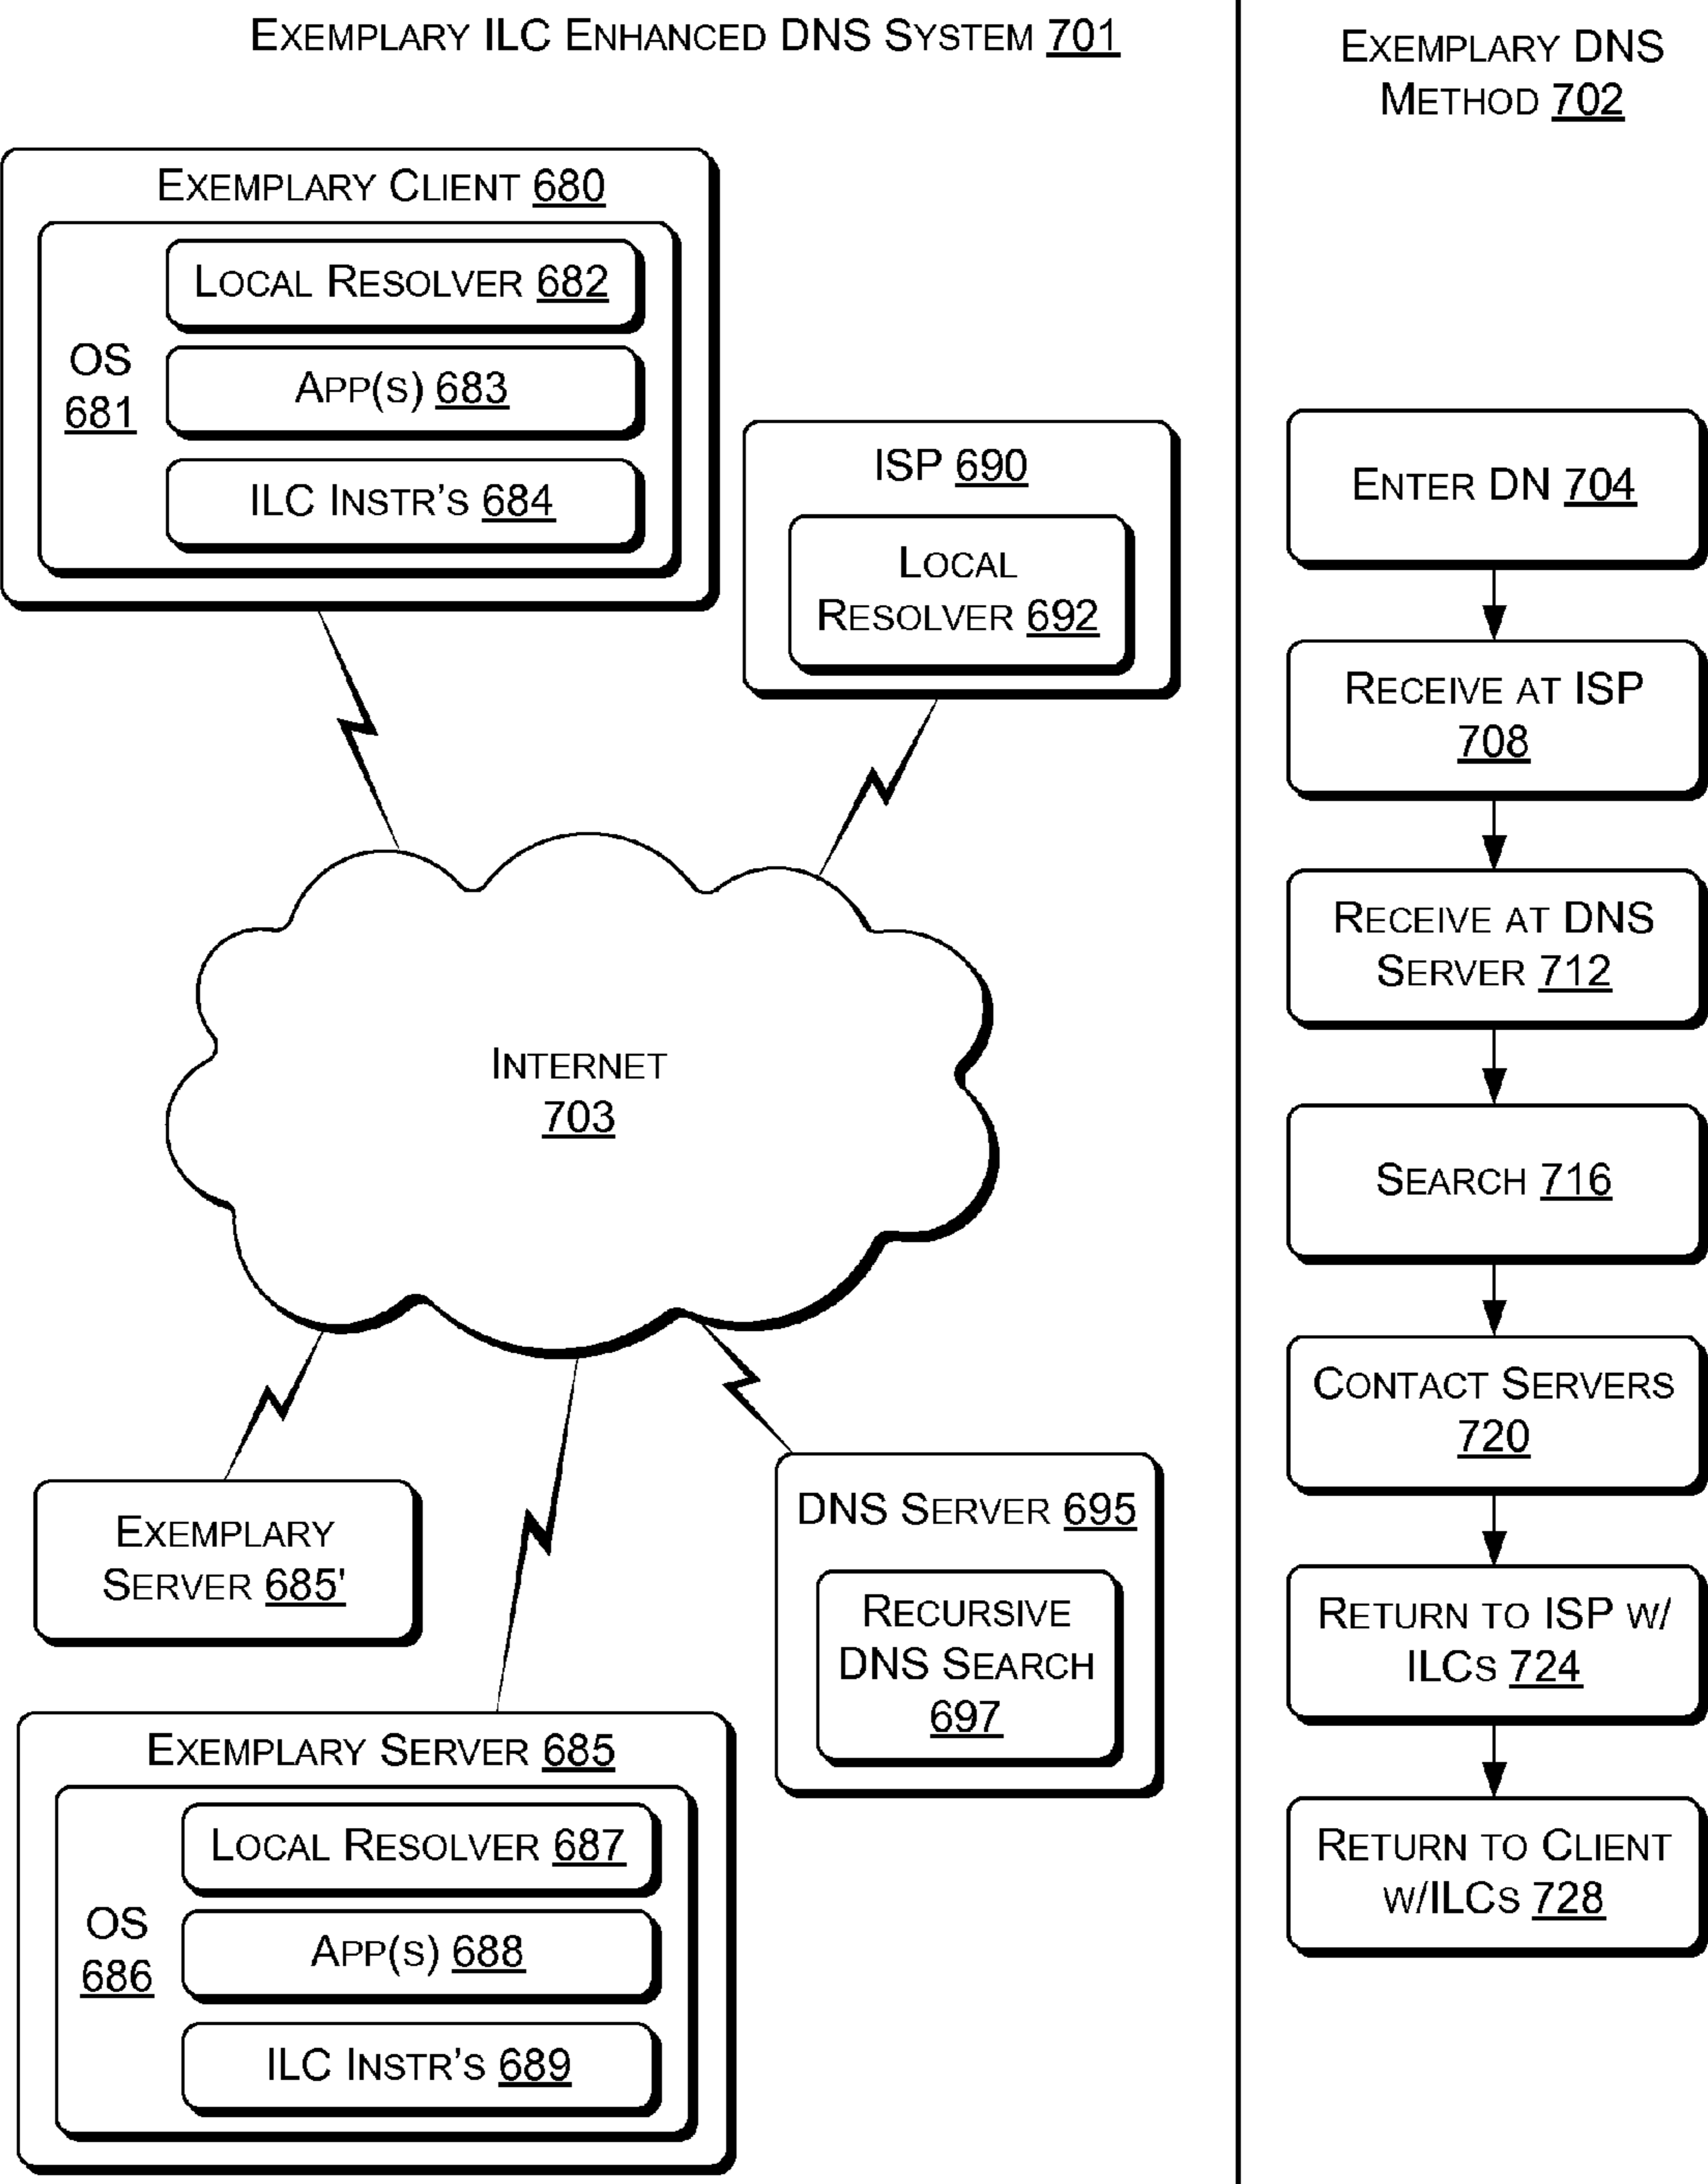 EXEMPLARY ILC ENHANCED DNS SYSTEM 701
EXEMPLARY CLIENT 680
OS
681
LOCAL RESOLVER 682
APP(S) 683
ILC INSTR'S 684
ISP 690
LOCAL
RESOLVER 692
INTERNET
703
EXEMPLARY
SERVER 685'
DNS SERVER 695
RECURSIVE
DNS SEARCH
697
EXEMPLARY SERVER 685
OS
686
LOCAL RESOLVER 687
APP(S) 688
ILC INSTR'S 689
EXEMPLARY DNS
METHOD 702
ENTER DN 704
RECEIVE AT ISP
708
RECEIVE AT DNS
SERVER 712
SEARCH 716
CONTACT SERVERS
720
RETURN TO ISP W/
ILCS 724
RETURN TO CLIENT
W/ILCS 728